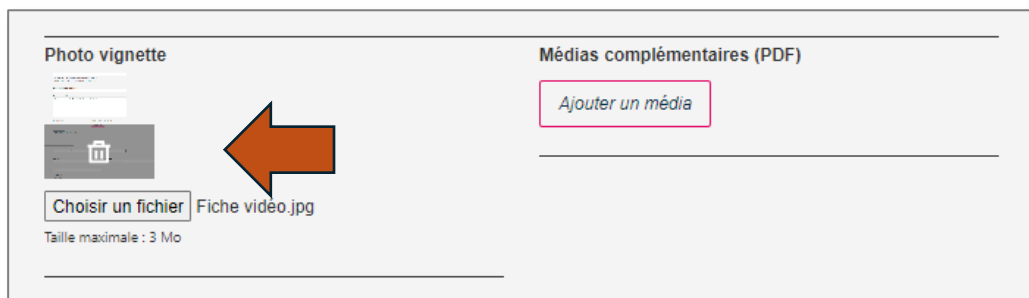 Photo vignette
Médias complémentaires (PDF)
Ajouter un média
Choisir un fichier Fiche vidéo.jpg
Taille maximale : 3 Mo